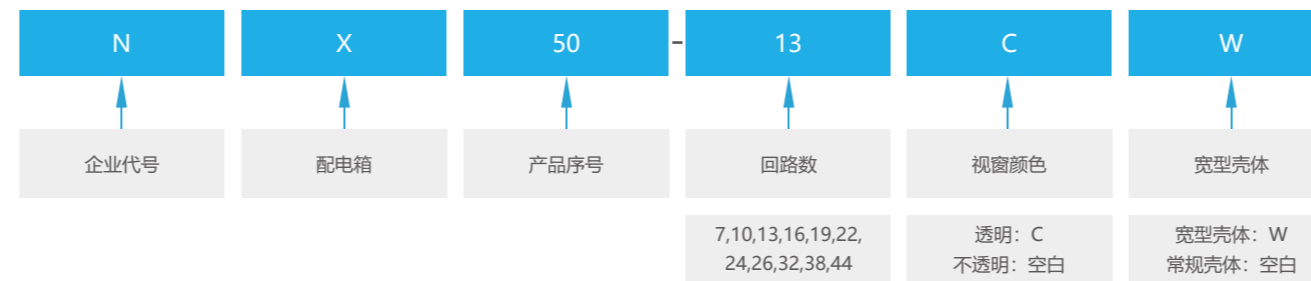 N X 50 - 13 C W
企业代号 配电箱 产品序号 回路数 视窗颜色 宽型壳体
7,10,13,16,19,22, 透明：C 宽型壳体：W
24,26,32,38,44 不透明：空白 常规壳体：空白